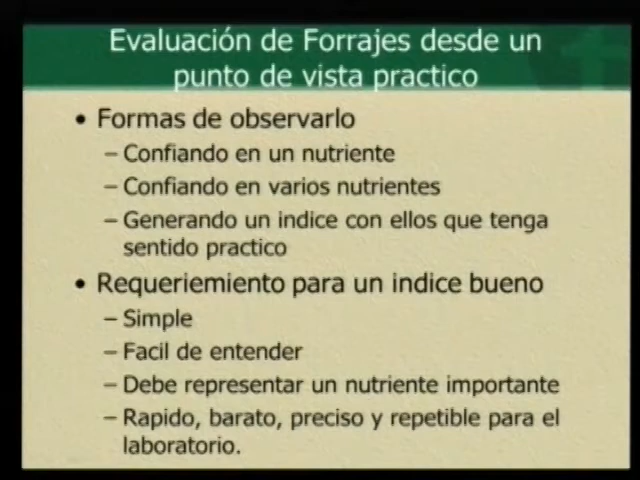 Evaluación de Forrajes desde un
punto de vista practico
• Formas de observarlo
– Confiando en un nutriente
– Confiando en varios nutrientes
– Generando un indice con ellos que tenga
sentido practico
• Requeriemiento para un indice bueno
– Simple
– Facil de entender
– Debe representar un nutriente importante
– Rapido, barato, preciso y repetible para el
laboratorio.